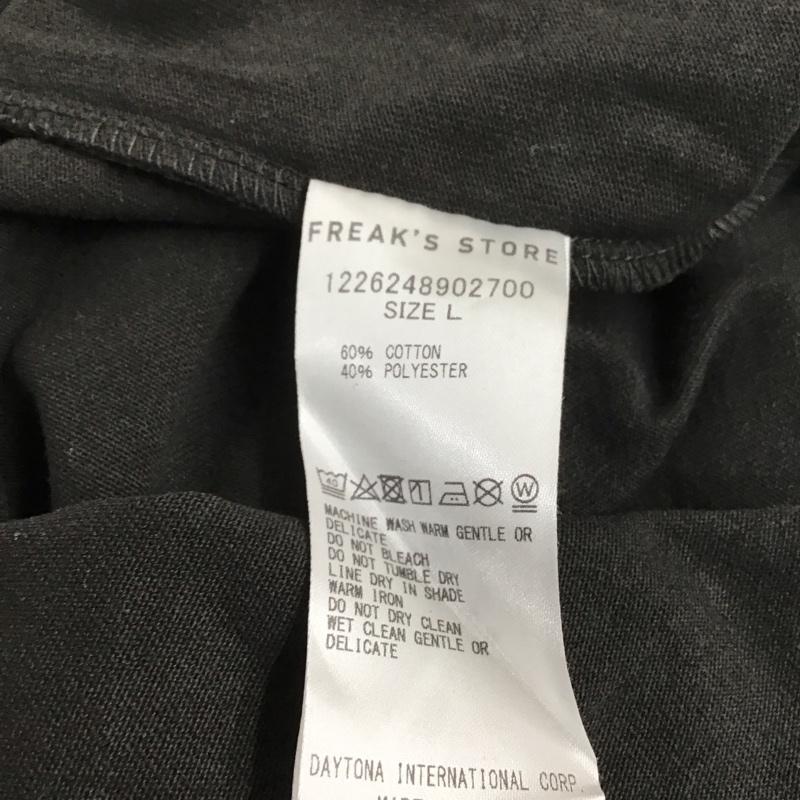 FREAK'S STORE
1226248902700
SIZE L
60% COTTON
40% POLYESTER
40 W
MACHINE WASH WARM GENTLE OR
DELICATE
DO NOT BLEACH
DO NOT TUMBLE DRY
LINE DRY IN SHADE
WARM IRON
DO NOT DRY CLEAN
WET CLEAN GENTLE OR
DELICATE
DAYTONA INTERNATIONAL CORP.